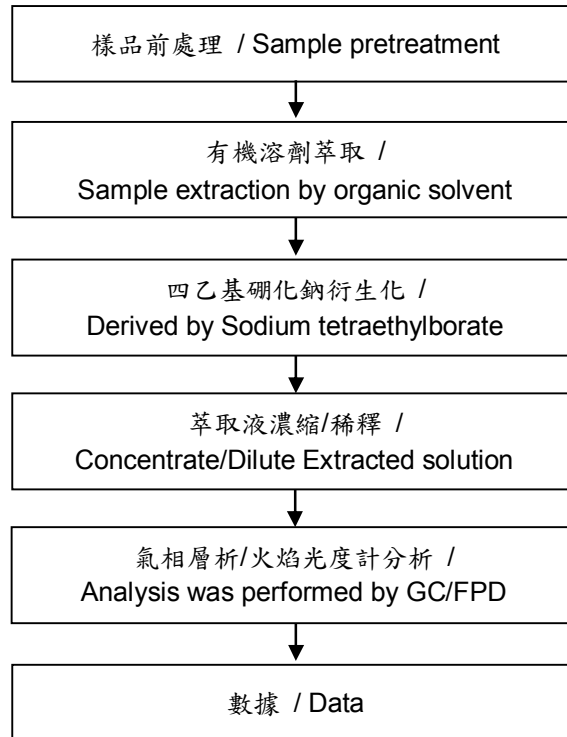 樣品前處理 / Sample pretreatment
有機溶劑萃取 /
Sample extraction by organic solvent
四乙基硼化鈉衍生化 /
Derived by Sodium tetraethylborate
萃取液濃縮/稀釋 /
Concentrate/Dilute Extracted solution
氣相層析/火焰光度計分析 /
Analysis was performed by GC/FPD
數據 / Data